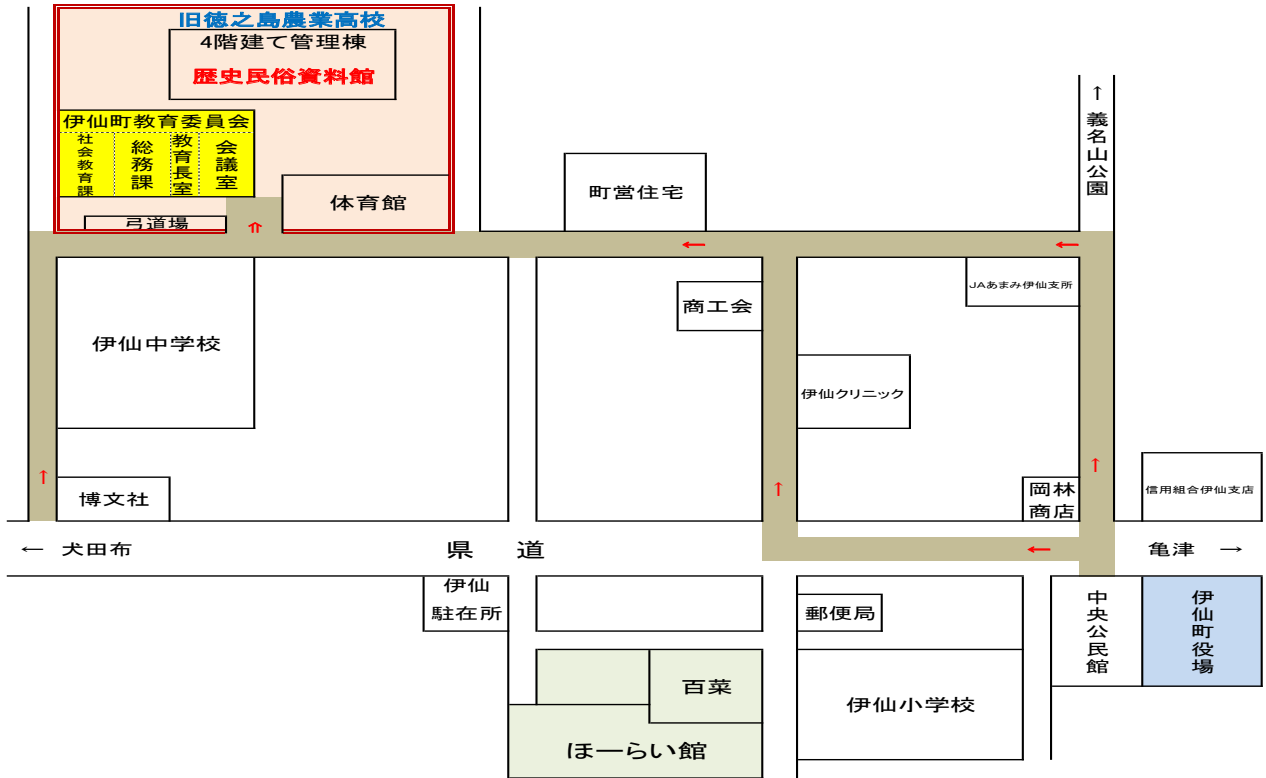 旧徳之島農業高校
4階建て管理棟
歴史民俗資料館
伊仙町教育委員会
社会教育課
総務課
教育長室
会議室
体育館
弓道場
⇑
町営住宅
↑義名山公園
←
←
JAあまみ伊仙支所
商工会
伊仙中学校
伊仙クリニック
↑
博文社
↑
岡林
商店
↑
信用組合伊仙支店
← 犬田布
県 道
←
亀津 →
伊仙
駐在所
郵便局
中央公民館
伊仙町役場
百菜
伊仙小学校
ほーらい館